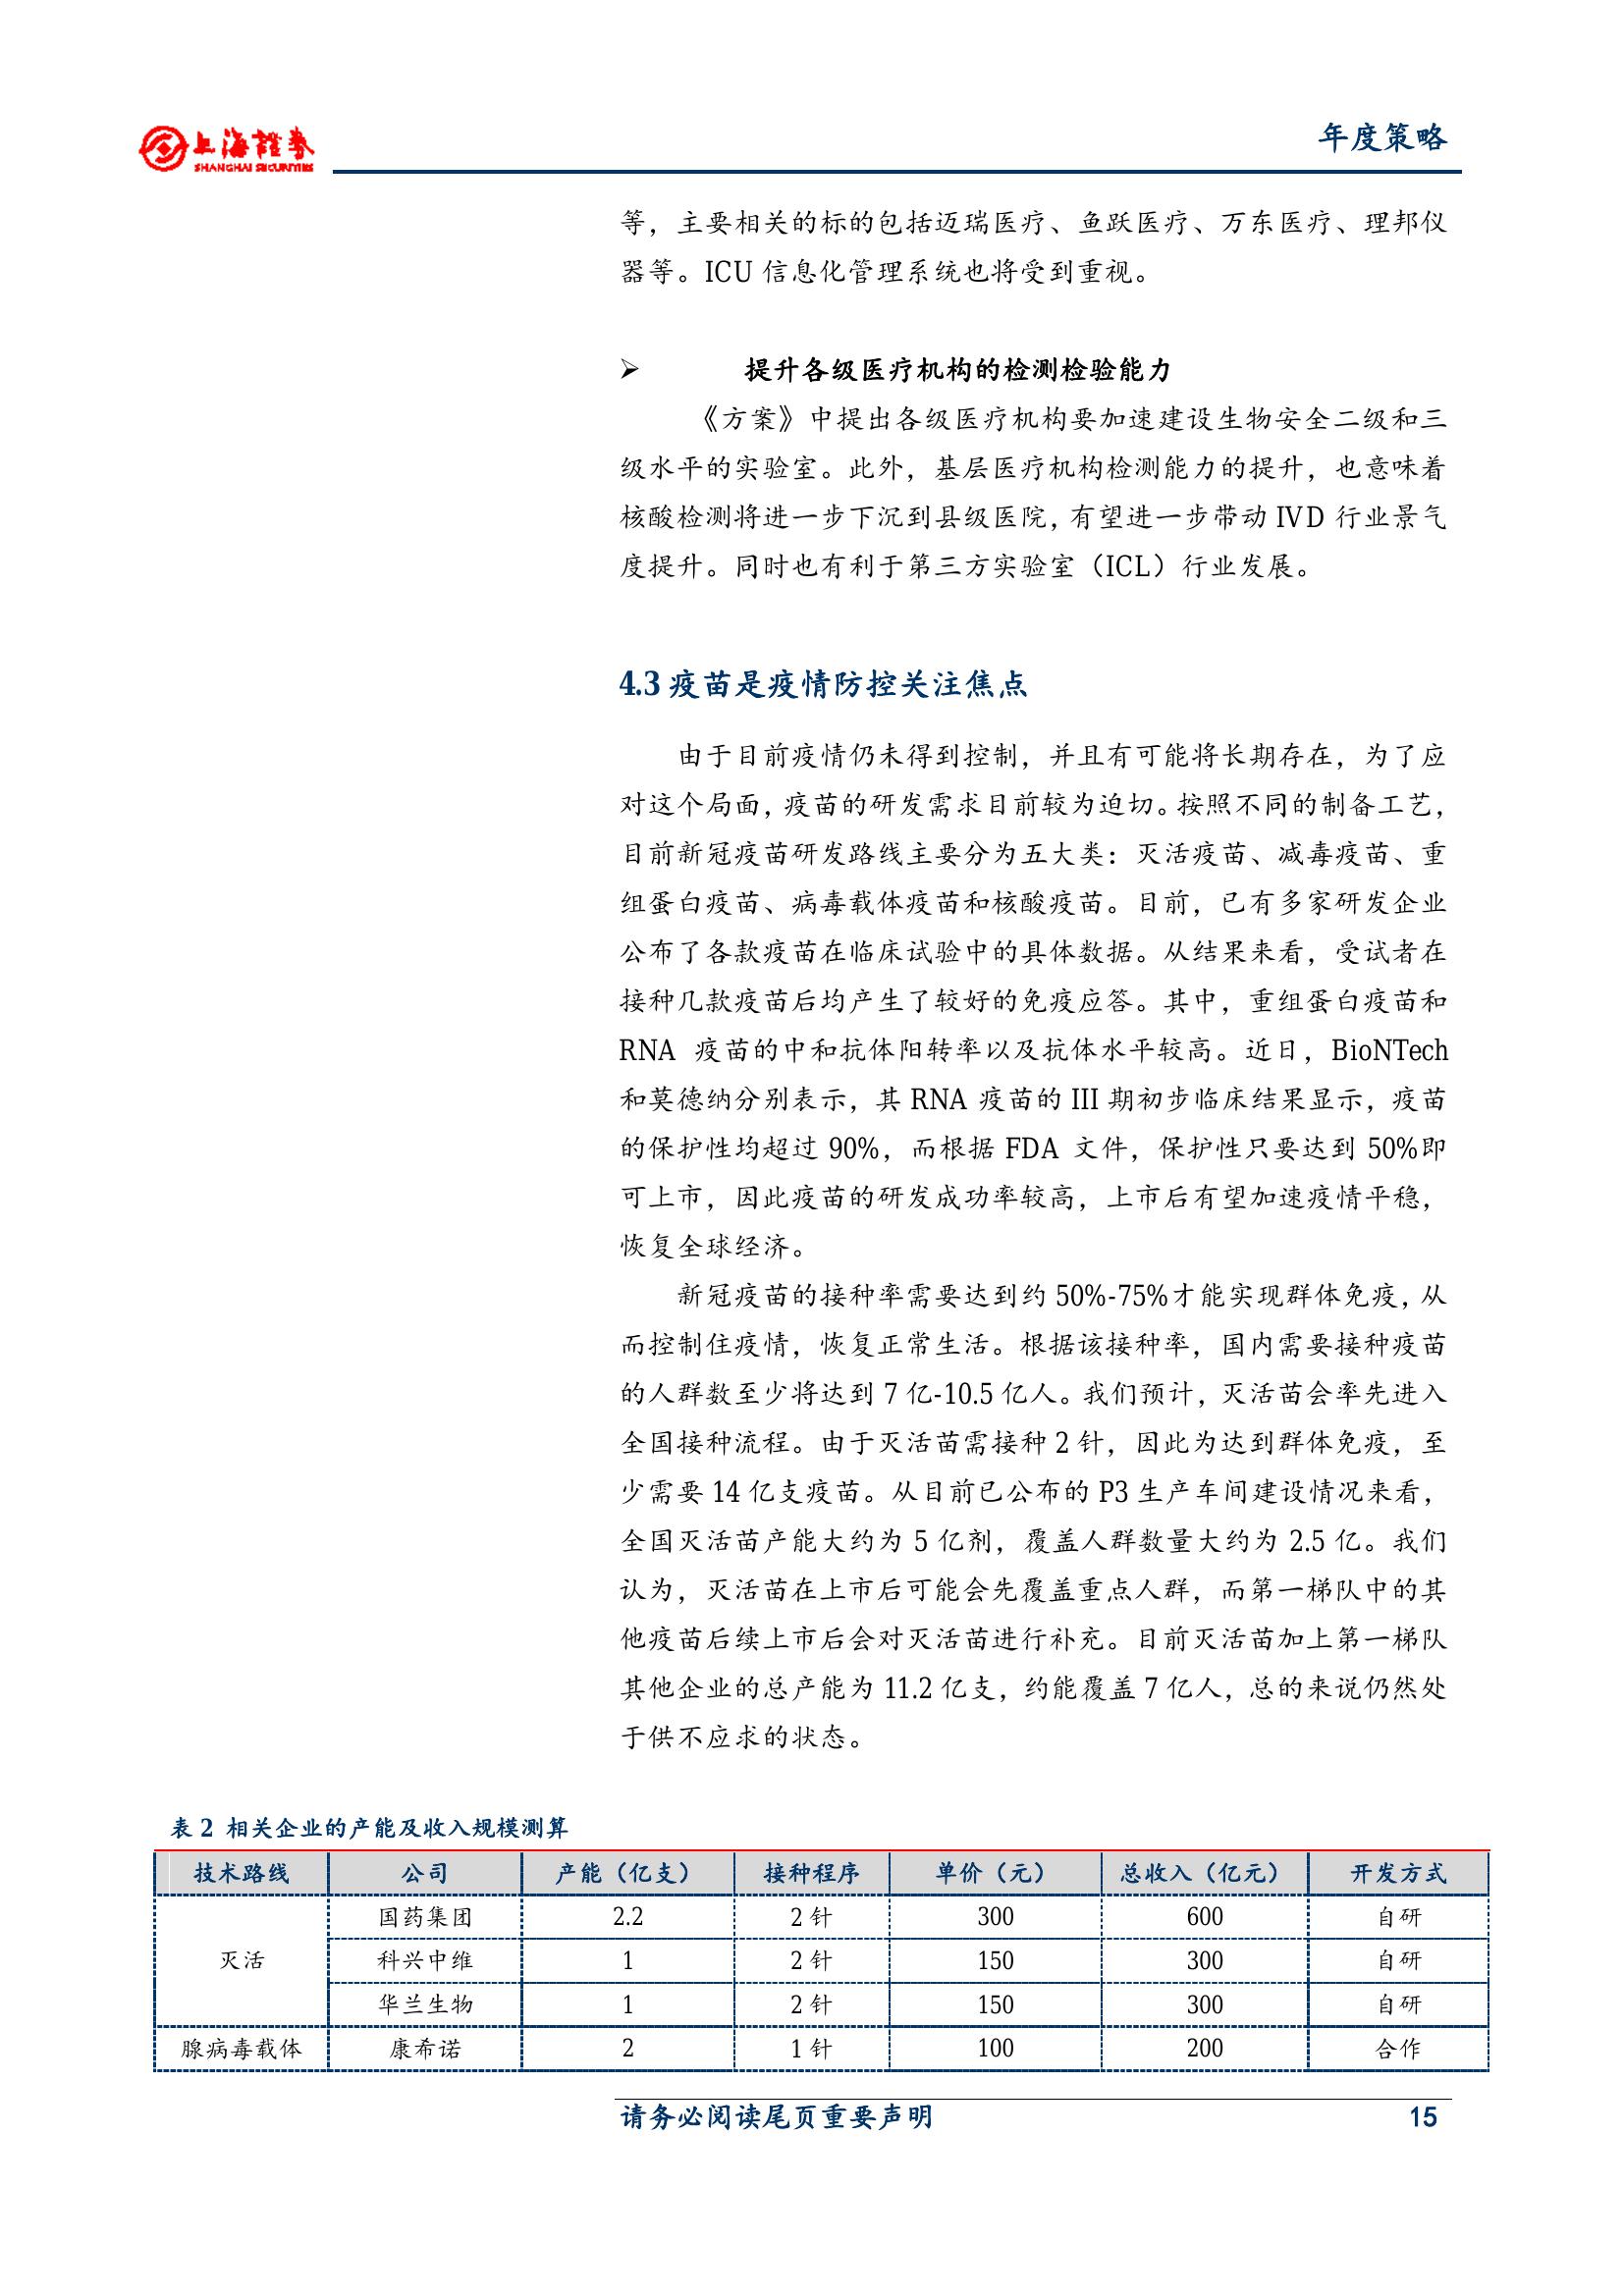 上海證券
SHANGHAI SECURITIES
年度策略
等，主要相关的标的包括迈瑞医疗、鱼跃医疗、万东医疗、理邦仪
器等。ICU 信息化管理系统也将受到重视。
➢ 提升各级医疗机构的检测检验能力
《方案》中提出各级医疗机构要加速建设生物安全二级和三
级水平的实验室。此外，基层医疗机构检测能力的提升，也意味着
核酸检测将进一步下沉到县级医院，有望进一步带动 IVD 行业景气
度提升。同时也有利于第三方实验室（ICL）行业发展。
4.3 疫苗是疫情防控关注焦点
由于目前疫情仍未得到控制，并且有可能将长期存在，为了应
对这个局面，疫苗的研发需求目前较为迫切。按照不同的制备工艺，
目前新冠疫苗研发路线主要分为五大类：灭活疫苗、减毒疫苗、重
组蛋白疫苗、病毒载体疫苗和核酸疫苗。目前，已有多家研发企业
公布了各款疫苗在临床试验中的具体数据。从结果来看，受试者在
接种几款疫苗后均产生了较好的免疫应答。其中，重组蛋白疫苗和
RNA 疫苗的中和抗体阳转率以及抗体水平较高。近日，BioNTech
和莫德纳分别表示，其 RNA 疫苗的 III 期初步临床结果显示，疫苗
的保护性均超过 90%，而根据 FDA 文件，保护性只要达到 50%即
可上市，因此疫苗的研发成功率较高，上市后有望加速疫情平稳，
恢复全球经济。
新冠疫苗的接种率需要达到约 50%-75%才能实现群体免疫，从
而控制住疫情，恢复正常生活。根据该接种率，国内需要接种疫苗
的人群数至少将达到 7 亿-10.5 亿人。我们预计，灭活苗会率先进入
全国接种流程。由于灭活苗需接种 2 针，因此为达到群体免疫，至
少需要 14 亿支疫苗。从目前已公布的 P3 生产车间建设情况来看，
全国灭活苗产能大约为 5 亿剂，覆盖人群数量大约为 2.5 亿。我们
认为，灭活苗在上市后可能会先覆盖重点人群，而第一梯队中的其
他疫苗后续上市后会对灭活苗进行补充。目前灭活苗加上第一梯队
其他企业的总产能为 11.2 亿支，约能覆盖 7 亿人，总的来说仍然处
于供不应求的状态。
表 2 相关企业的产能及收入规模测算
技术路线 公司 产能（亿支） 接种程序 单价（元） 总收入（亿元） 开发方式
灭活 国药集团 2.2 2 针 300 600 自研
科兴中维 1 2 针 150 300 自研
华兰生物 1 2 针 150 300 自研
腺病毒载体 康希诺 2 1 针 100 200 合作
请务必阅读尾页重要声明 15